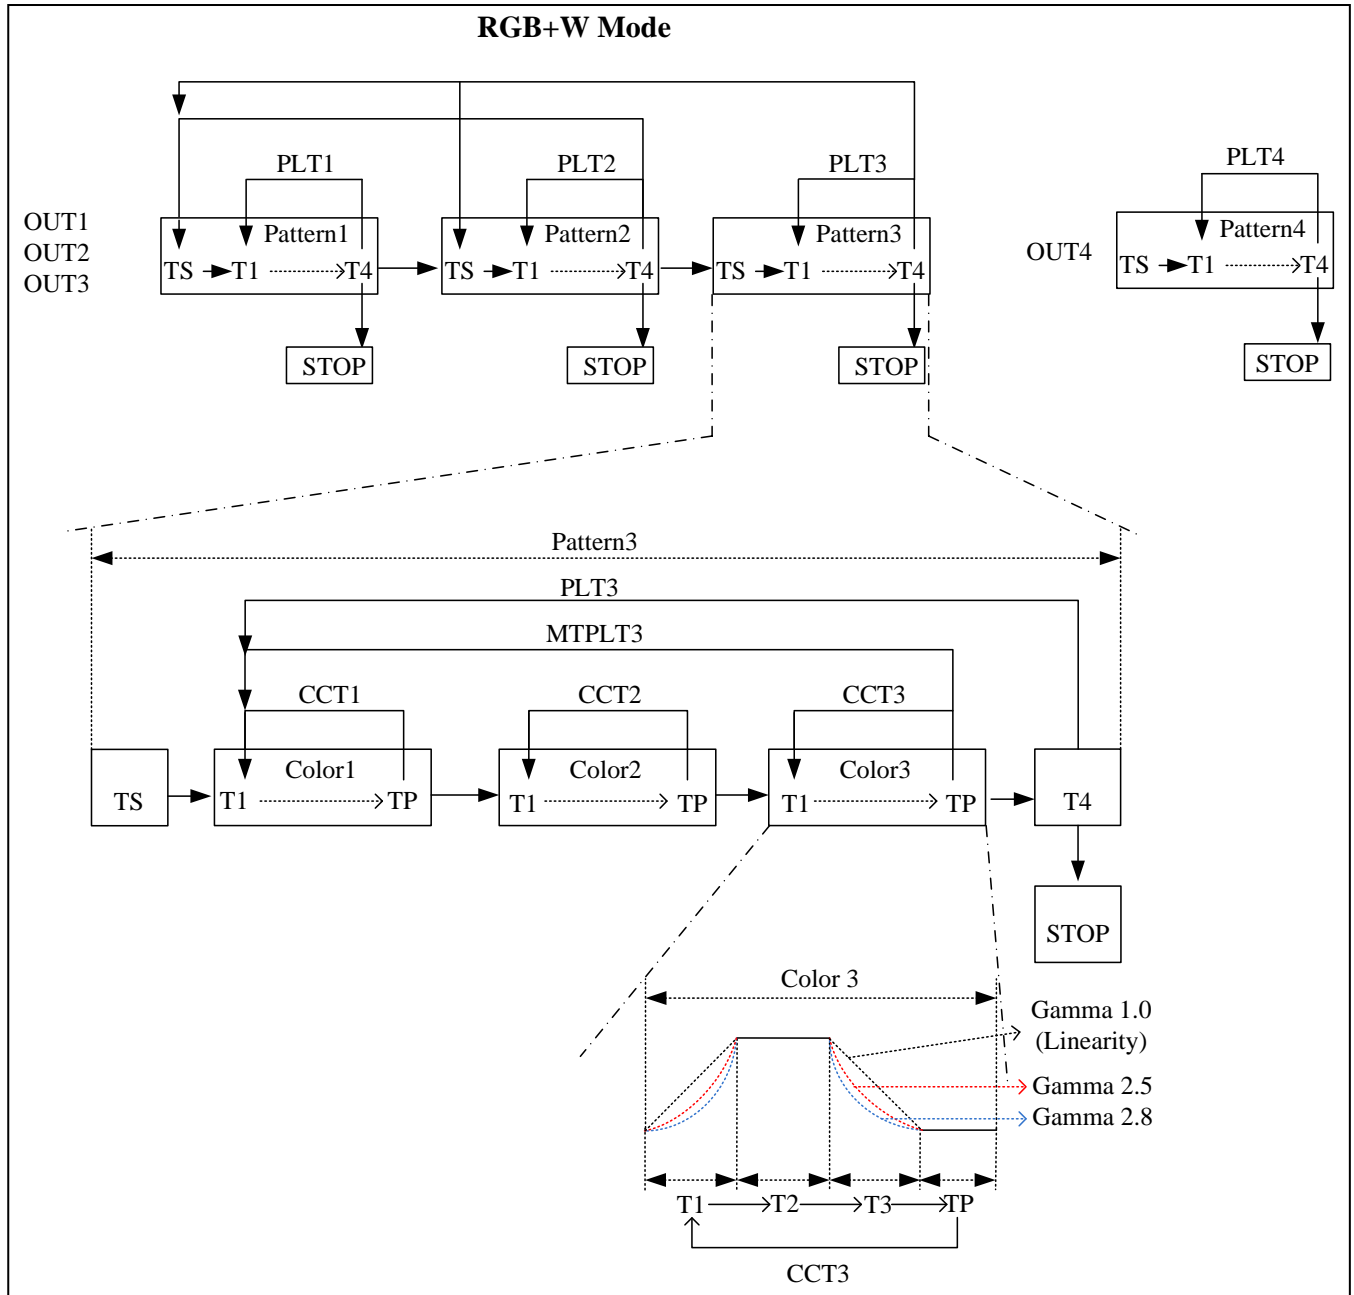 RGB+W Mode
PLT1
PLT2
PLT3
PLT4
OUT1
OUT2
OUT3
Pattern1
TS T1 T4
Pattern2
TS T1 T4
Pattern3
TS T1 T4
OUT4
Pattern4
TS T1 T4
STOP
STOP
STOP
STOP
Pattern3
PLT3
MTPLT3
CCT1
CCT2
CCT3
TS
Color1
T1 TP
Color2
T1 TP
Color3
T1 TP
T4
STOP
Color 3
Gamma 1.0
(Linearity)
Gamma 2.5
Gamma 2.8
T1 T2 T3 TP
CCT3